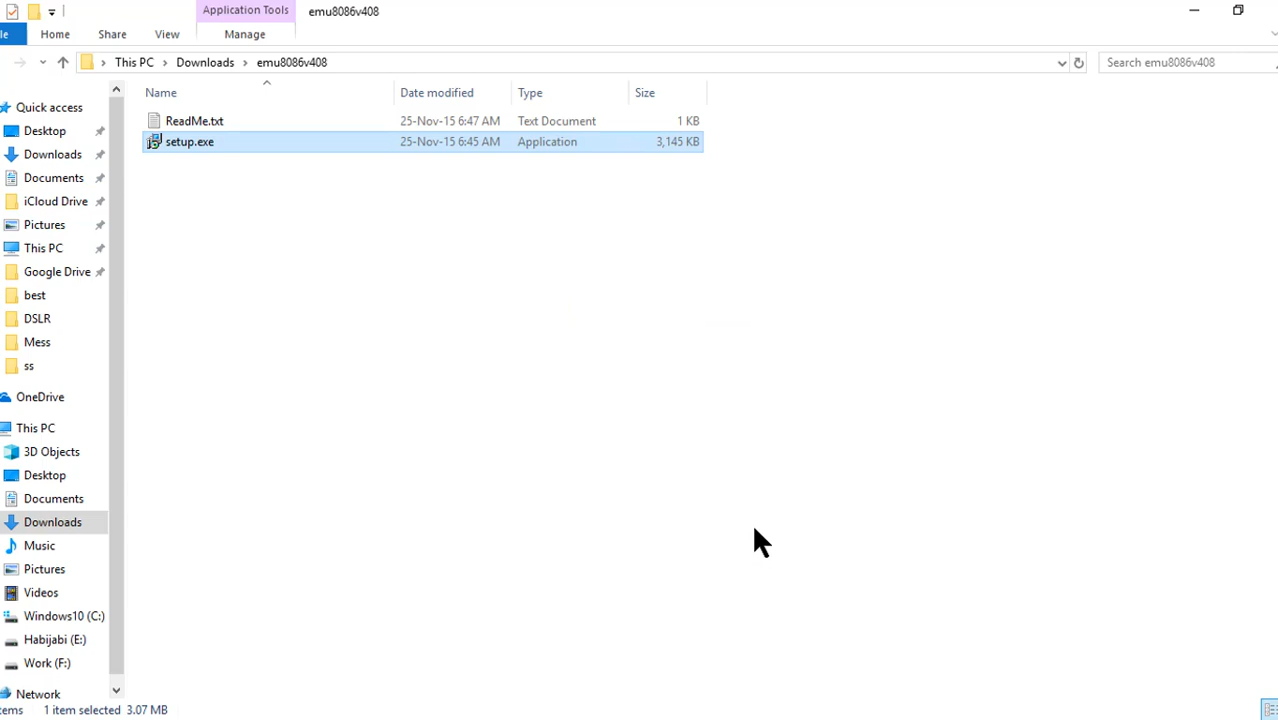 Application Tools
emu8086v408
le
Home
Share
View
Manage
This PC
Downloads
emu8086v408
Search emu8086v408
Name
Date modified
Type
Size
ReadMe.txt
25-Nov-15 6:47 AM
Text Document
1 KB
setup.exe
25-Nov-15 6:45 AM
Application
3,145 KB
Quick access
Desktop
Downloads
Documents
iCloud Drive
Pictures
This PC
Google Drive
best
DSLR
Mess
ss
OneDrive
This PC
3D Objects
Desktop
Documents
Downloads
Music
Pictures
Videos
Windows10 (C:)
Habijabi (E:)
Work (F:)
Network
tems
1 item selected 3.07 MB